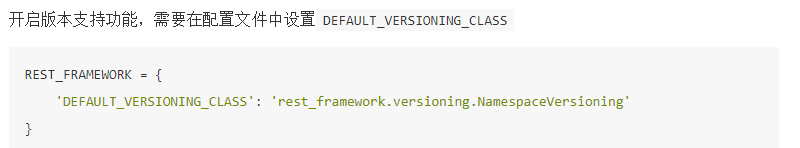 开启版本支持功能，需要在配置文件中设置 DEFAULT_VERSIONING_CLASS
REST_FRAMEWORK = {
    'DEFAULT_VERSIONING_CLASS': 'rest_framework.versioning.NamespaceVersioning'
}